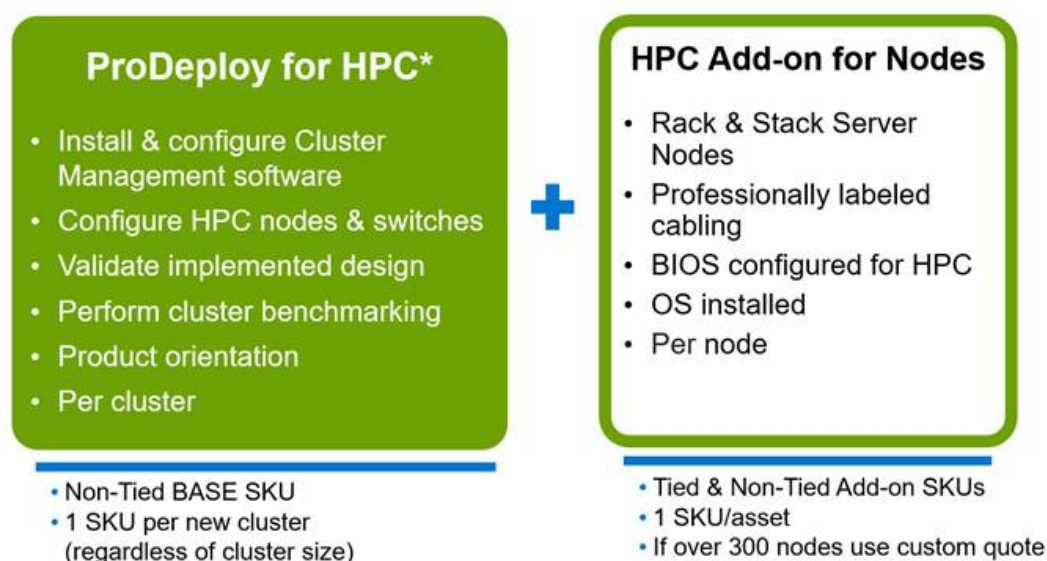 ProDeploy for HPC*
• Install & configure Cluster
Management software
• Configure HPC nodes & switches
• Validate implemented design
• Perform cluster benchmarking
• Product orientation
• Per cluster
• Non-Tied BASE SKU
• 1 SKU per new cluster
(regardless of cluster size)
+
HPC Add-on for Nodes
• Rack & Stack Server
Nodes
• Professionally labeled
cabling
• BIOS configured for HPC
• OS installed
• Per node
• Tied & Non-Tied Add-on SKUs
• 1 SKU/asset
• If over 300 nodes use custom quote